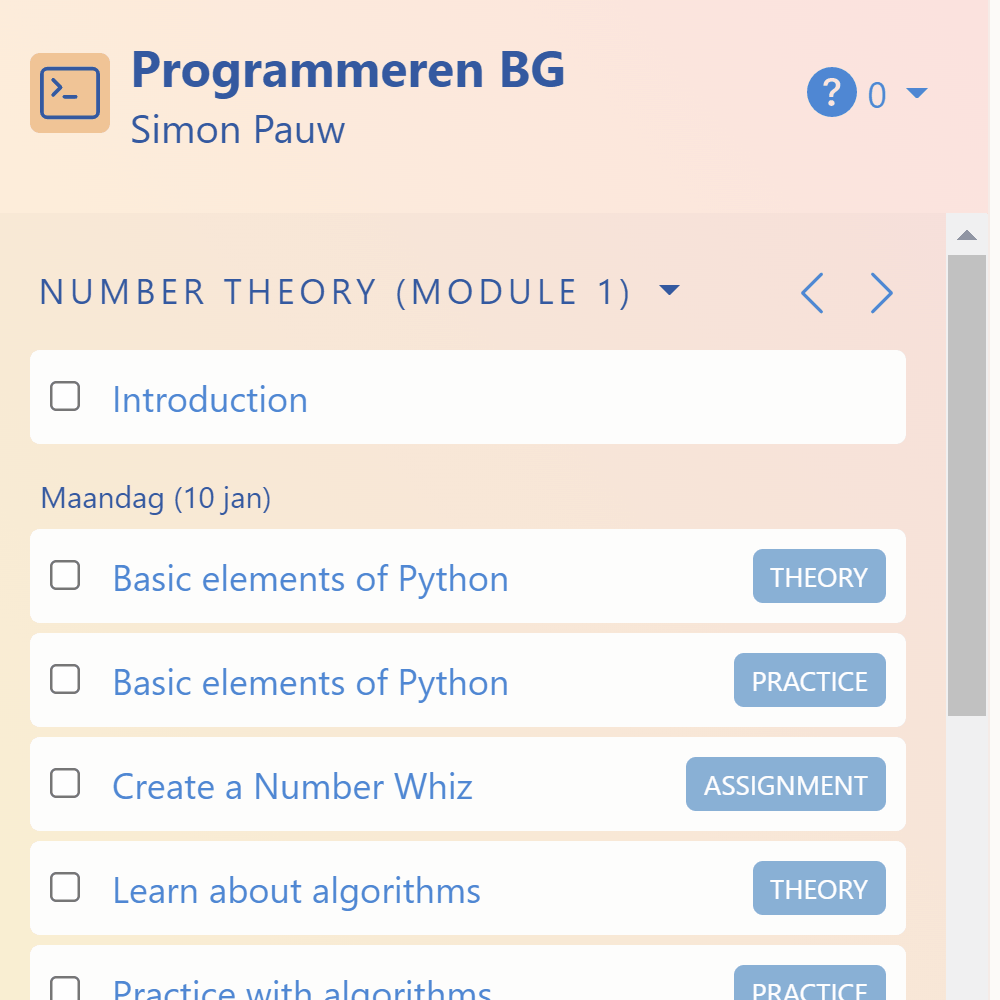 Programmeren BG
Simon Pauw
? 0
NUMBER THEORY (MODULE 1)
Introduction
Maandag (10 jan)
Basic elements of Python THEORY
Basic elements of Python PRACTICE
Create a Number Whiz ASSIGNMENT
Learn about algorithms THEORY
Practice with algorithms PRACTICE